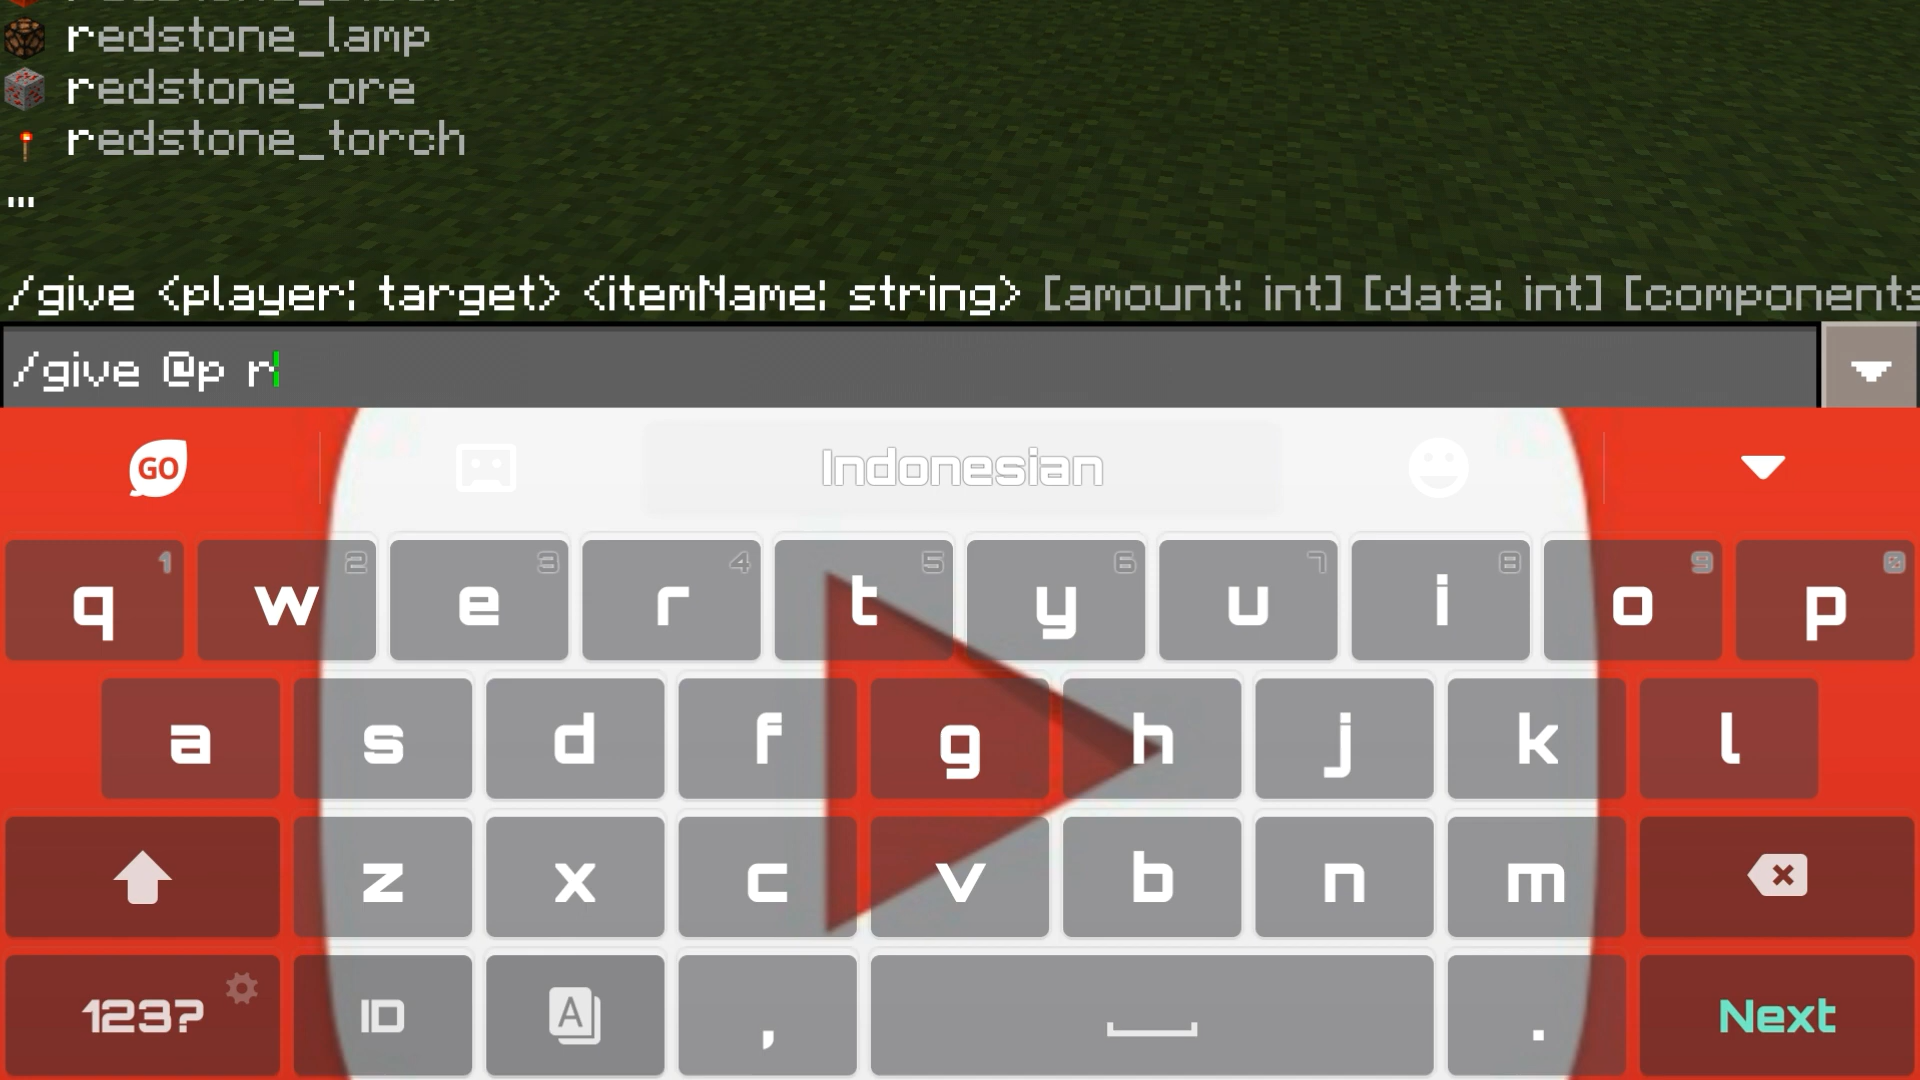 redstone_lamp
redstone_ore
redstone_torch
...
/give <player: target> <itemName: string> [amount: int] [data: int] [components
/give @p r
GO Indonesian
q 1 w 2 e 3 r 4 t 5 y 6 u 7 i 8 o 9 p 0
a s d f g h j k l
z x c v b n m
123? ID A , . Next